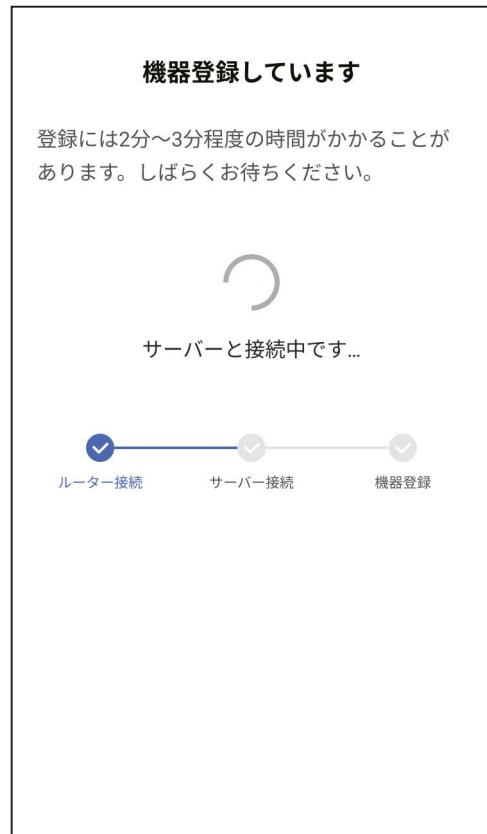 機器登録しています
登録には2分～3分程度の時間がかかることが
あります。しばらくお待ちください。
サーバーと接続中です...
ルーター接続
サーバー接続
機器登録